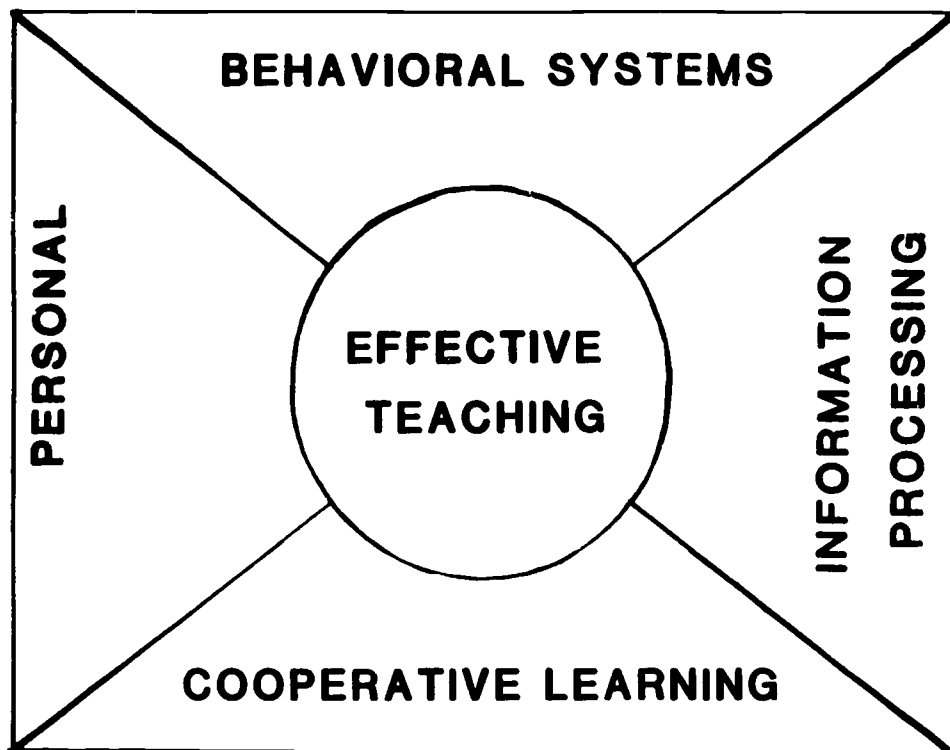 BEHAVIORAL SYSTEMS
PERSONAL
EFFECTIVE
TEACHING
INFORMATION
PROCESSING
COOPERATIVE LEARNING